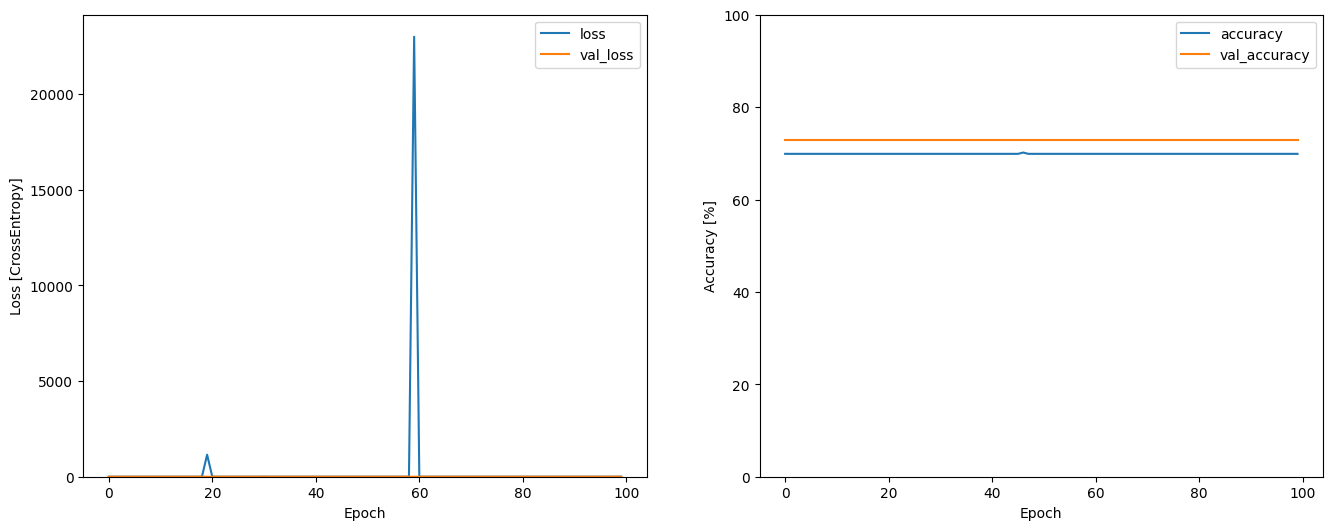 loss
val_loss
20000
15000
10000
5000
0
Loss [CrossEntropy]
0 20 40 60 80 100
Epoch
accuracy
val_accuracy
100
80
60
40
20
0
Accuracy [%]
0 20 40 60 80 100
Epoch